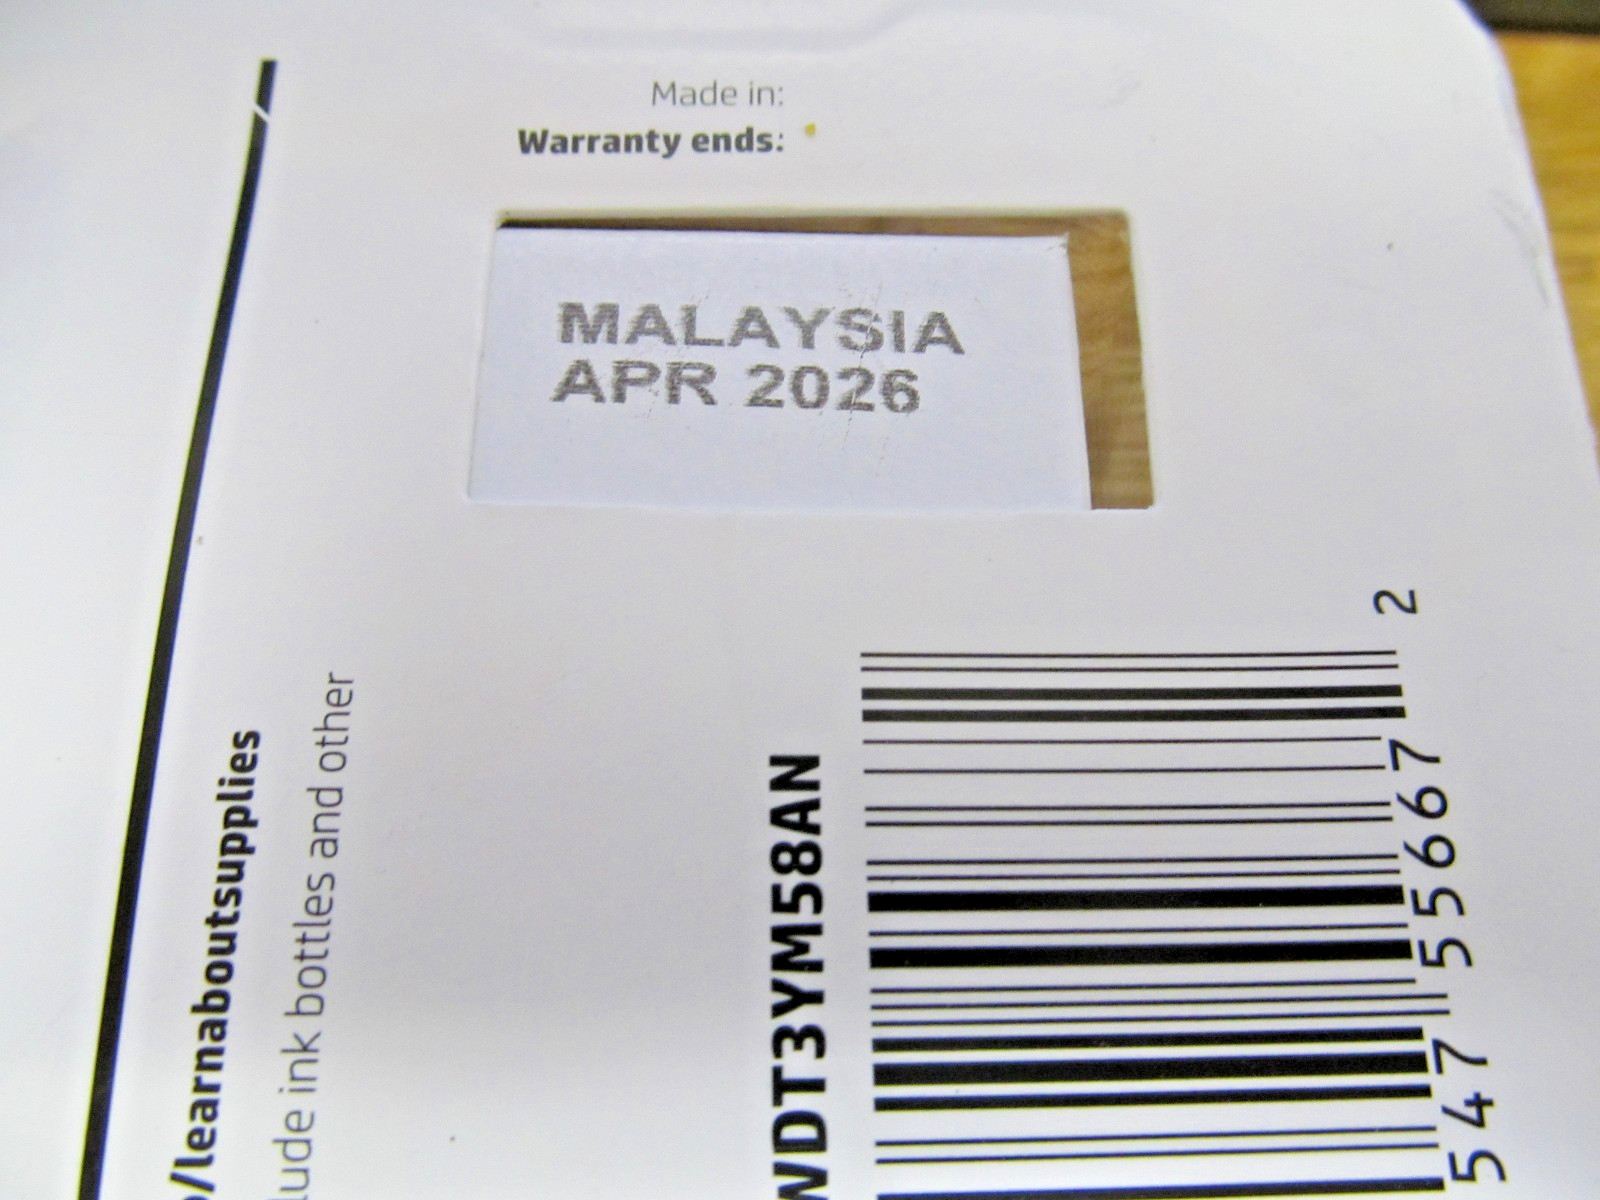 Made in:
Warranty ends:
MALAYSIA
APR 2026
/learnaboutsupplies
lude ink bottles and other
WDT3YM58AN
547 55667 2